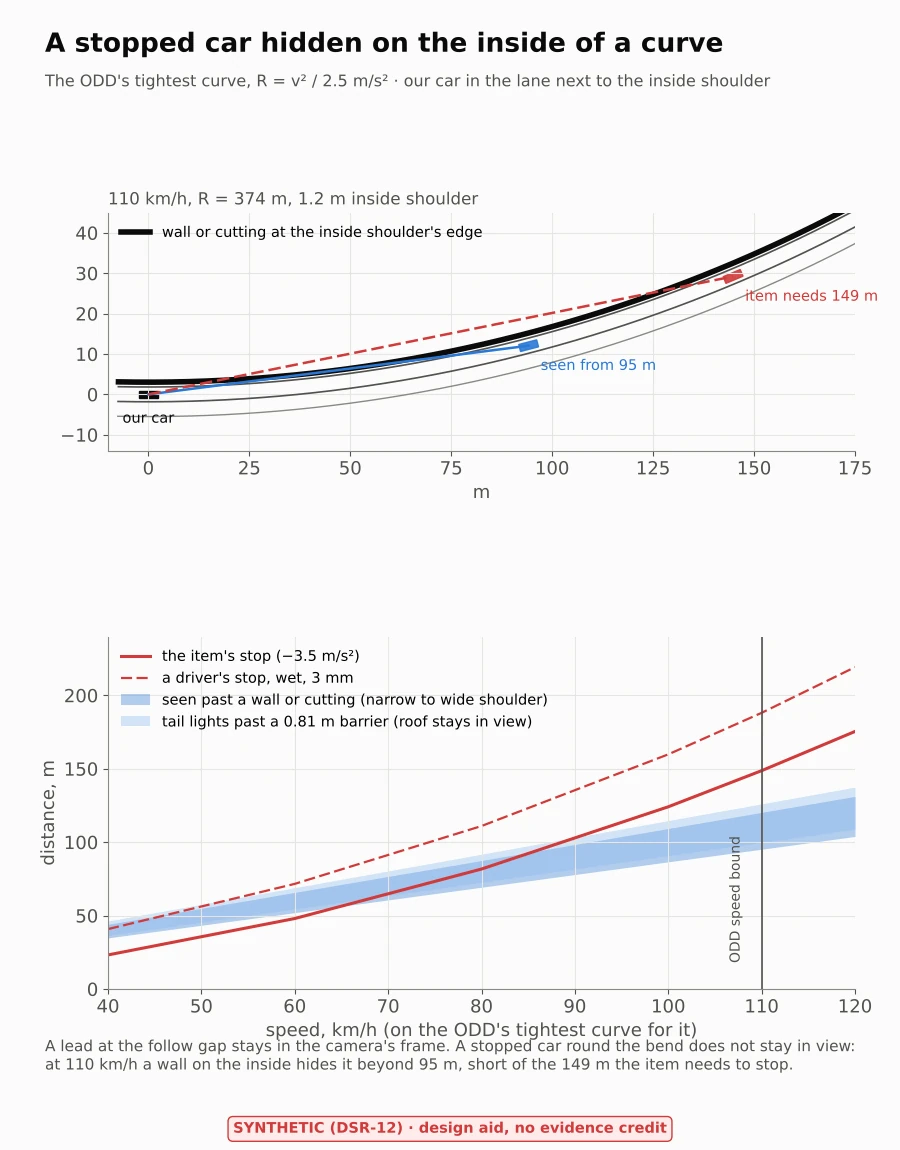 A stopped car hidden on the inside of a curve
The ODD's tightest curve, R = v² / 2.5 m/s² · our car in the lane next to the inside shoulder
110 km/h, R = 374 m, 1.2 m inside shoulder
wall or cutting at the inside shoulder's edge
40
30
20
10
0
−10
item needs 149 m
seen from 95 m
our car
0 25 50 75 100 125 150 175
m
the item's stop (−3.5 m/s²)
a driver's stop, wet, 3 mm
seen past a wall or cutting (narrow to wide shoulder)
tail lights past a 0.81 m barrier (roof stays in view)
distance, m
200
150
100
50
0
ODD speed bound
40 50 60 70 80 90 100 110 120
speed, km/h (on the ODD's tightest curve for it)
A lead at the follow gap stays in the camera's frame. A stopped car round the bend does not stay in view:
at 110 km/h a wall on the inside hides it beyond 95 m, short of the 149 m the item needs to stop.
SYNTHETIC (DSR-12) · design aid, no evidence credit